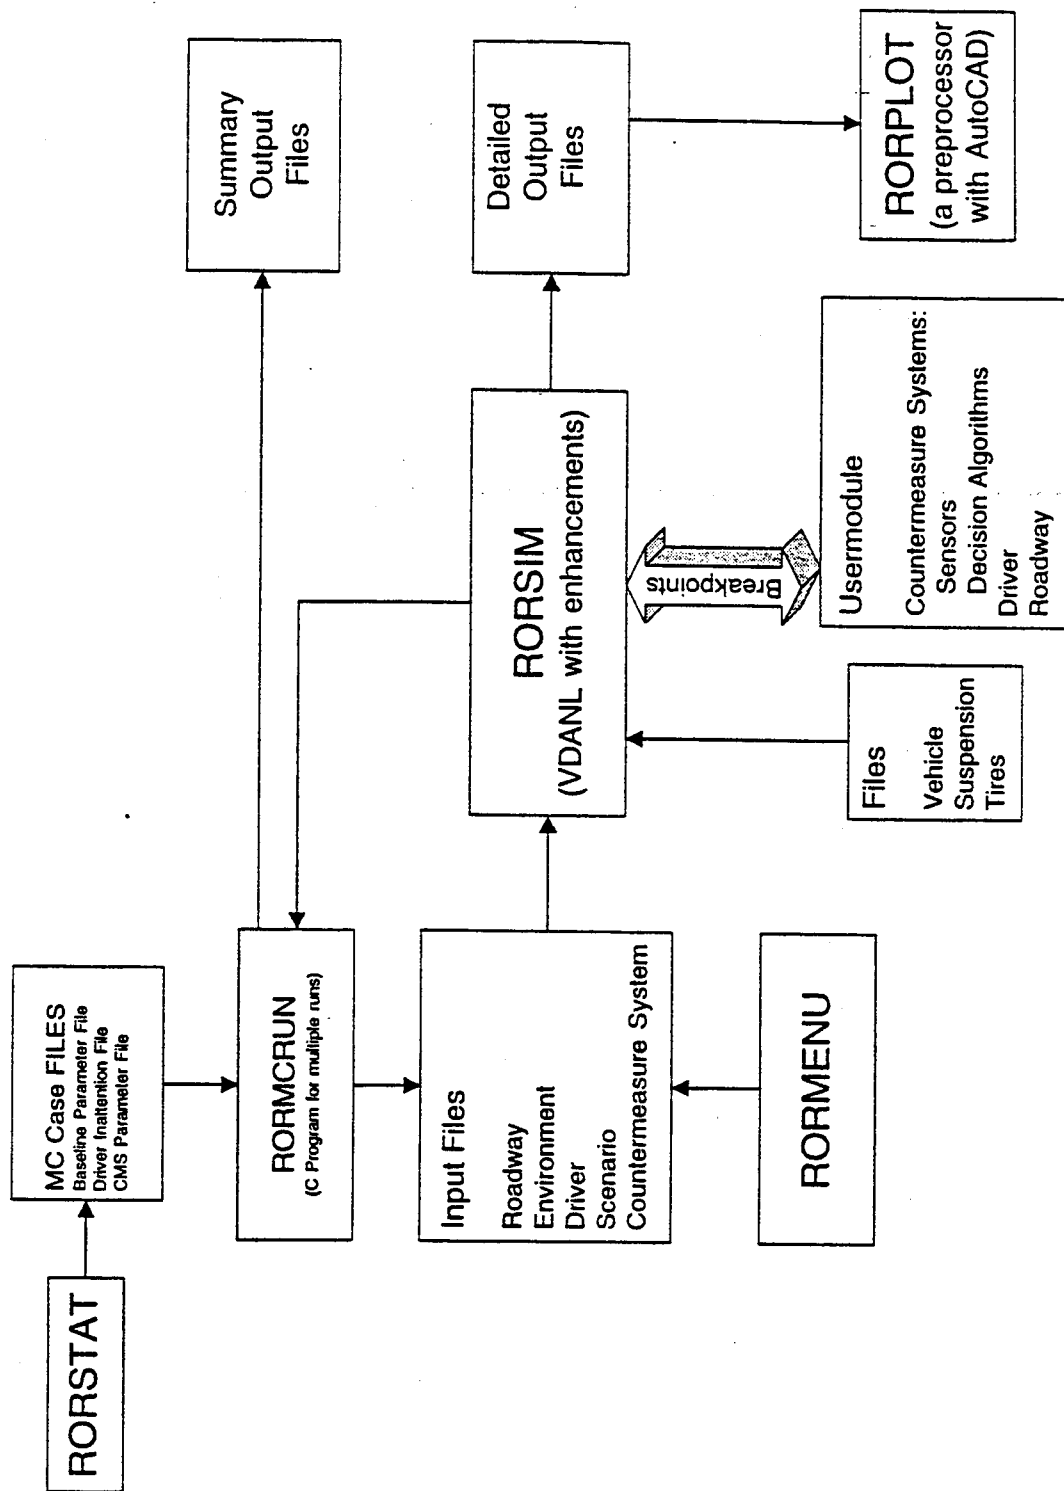 RORSTAT
MC Case FILES
Baseline Parameter File
Driver Inattention File
CMS Parameter File
RORMCRUN
(C Program for multiple runs)
Summary
Output
Files
Input Files
Roadway
Environment
Driver
Scenario
Countermeasure System
RORSIM
(VDANL with enhancements)
Detailed
Output
Files
RORMENU
Files
Vehicle
Suspension
Tires
Breakpoints
Usermodule
Countermeasure Systems:
Sensors
Decision Algorithms
Driver
Roadway
RORPLOT
(a preprocessor
with AutoCAD)